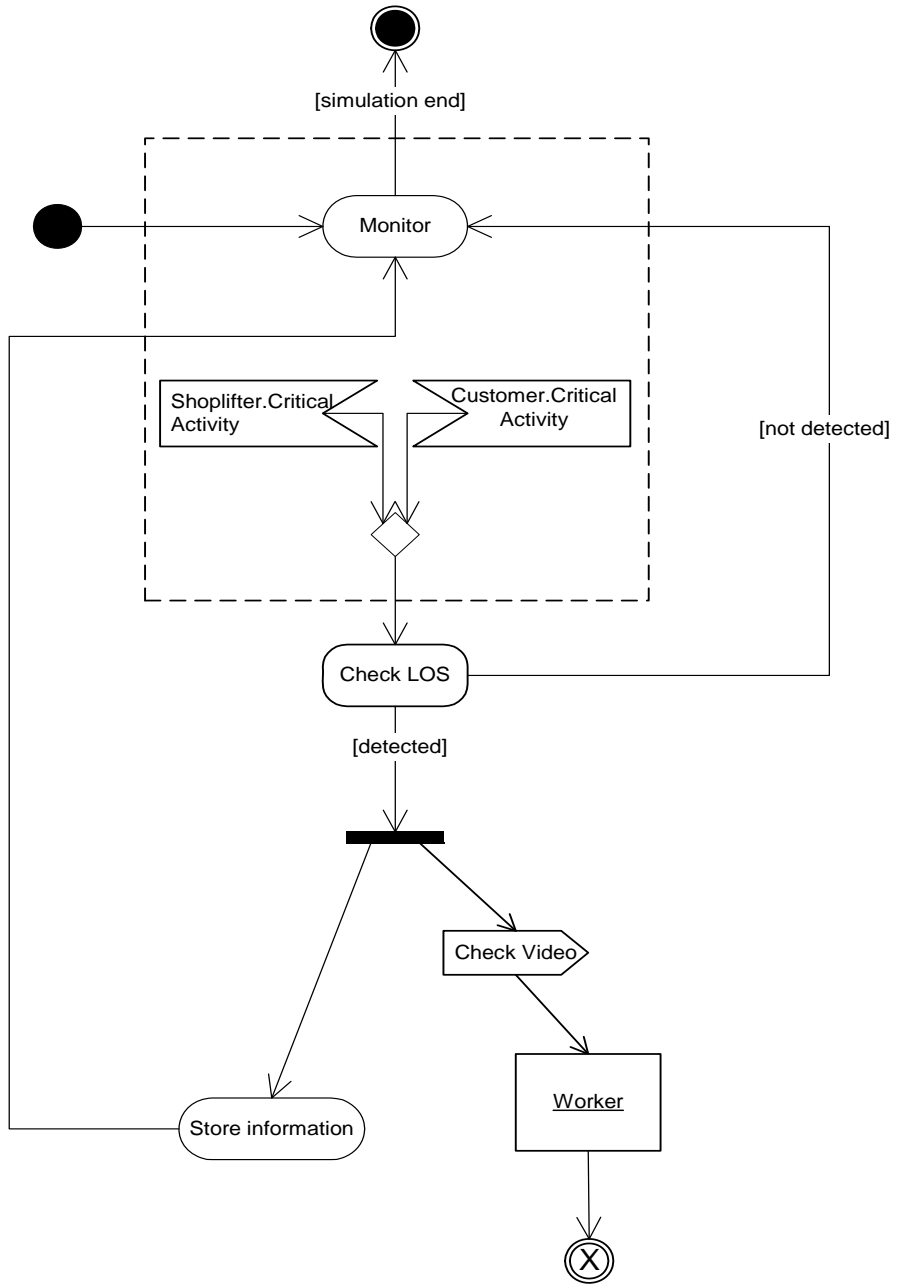 [simulation end]
Monitor
Shoplifter.Critical
Activity
Customer.Critical
Activity
[not detected]
Check LOS
[detected]
Check Video
Worker
Store information
X